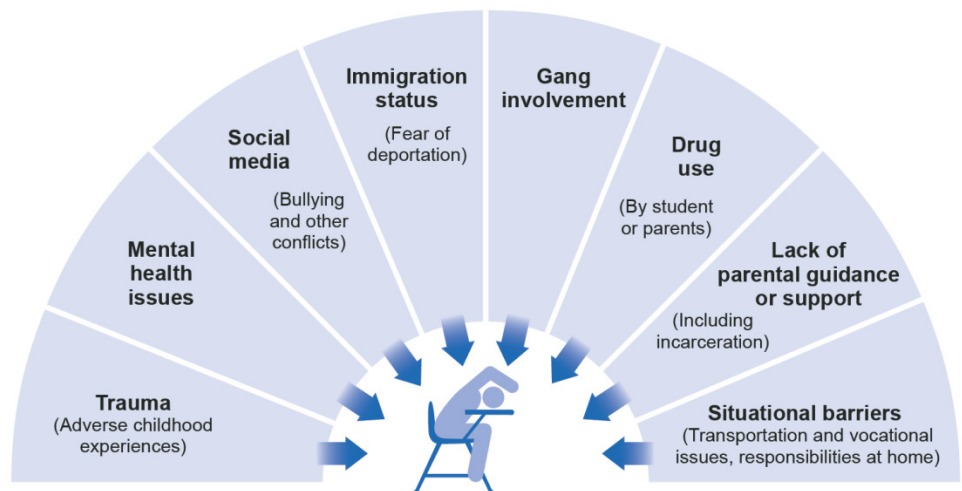 Trauma
(Adverse childhood
experiences)
Mental
health
issues
Social
media
(Bullying
and other
conflicts)
Immigration
status
(Fear of
deportation)
Gang
involvement
Drug
use
(By student
or parents)
Lack of
parental guidance
or support
(Including
incarceration)
Situational barriers
(Transportation and vocational
issues, responsibilities at home)